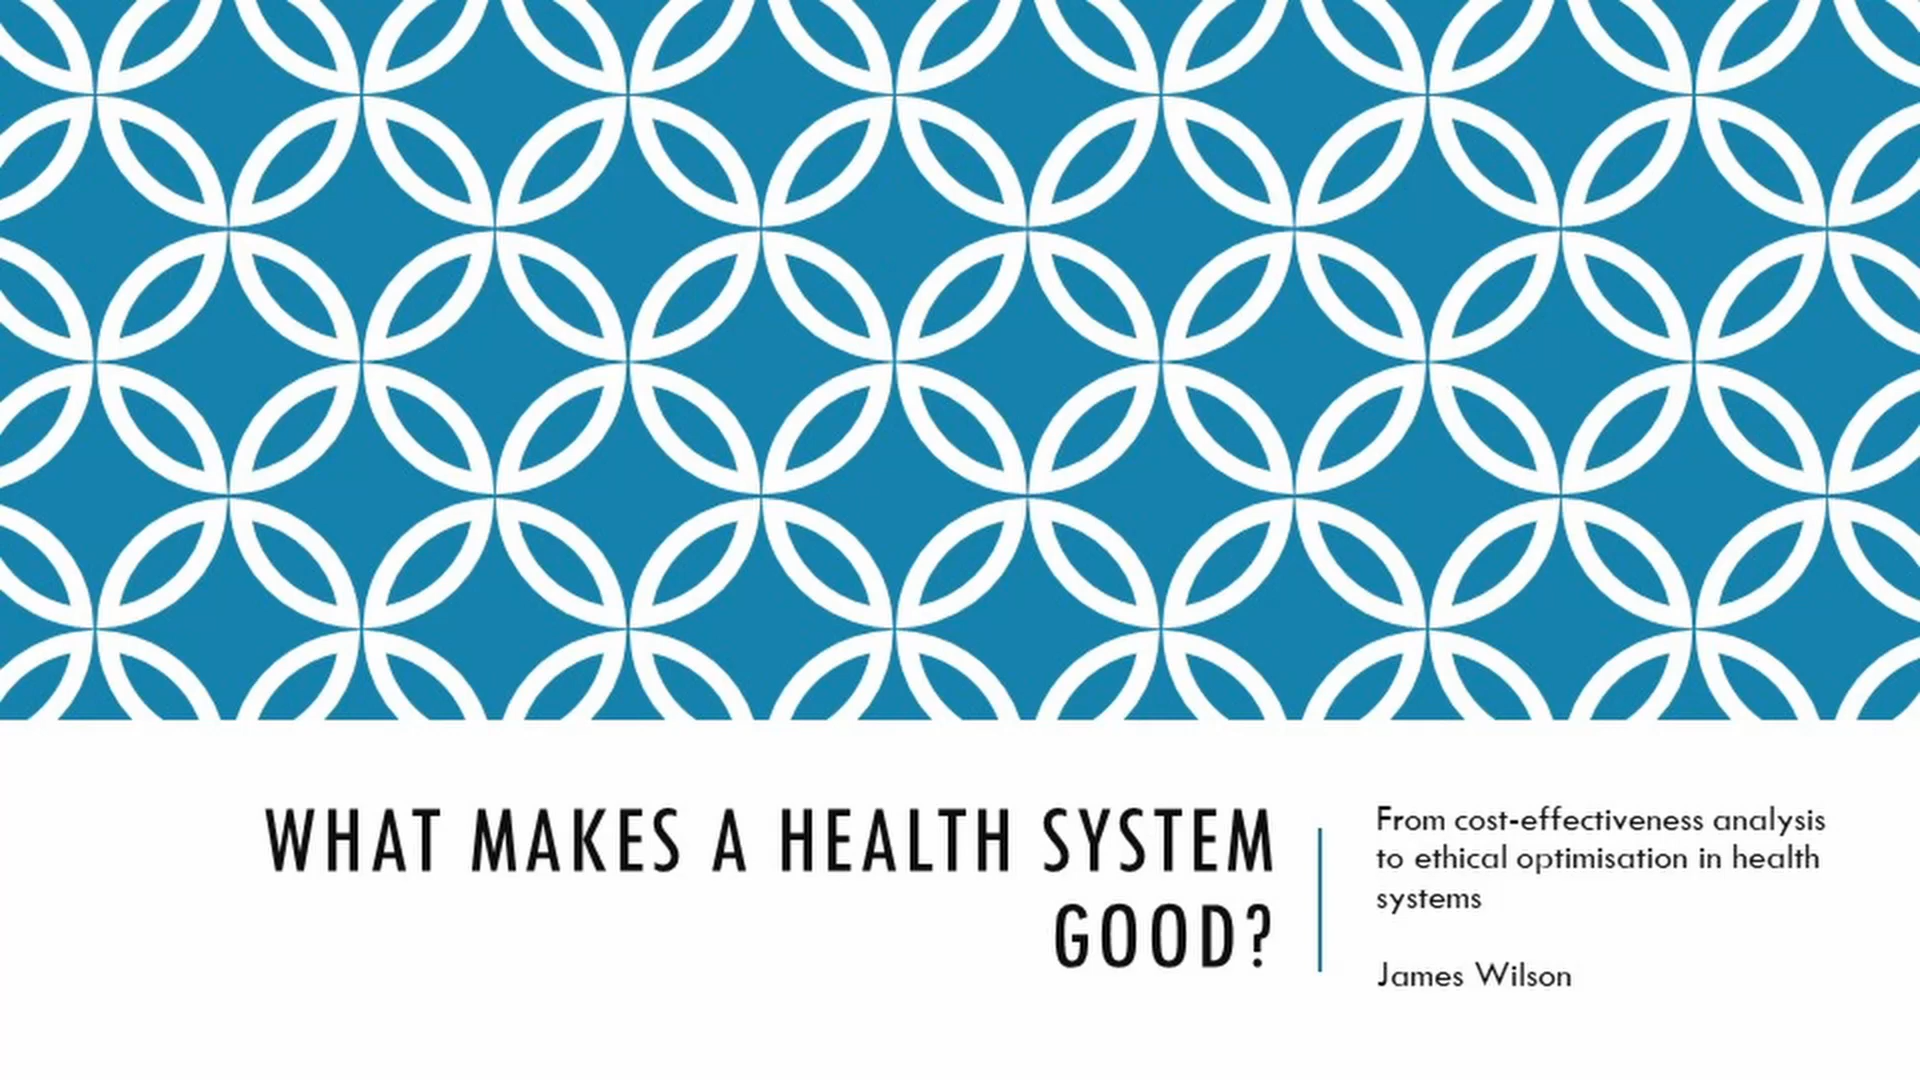 WHAT MAKES A HEALTH SYSTEM
GOOD?
From cost-effectiveness analysis
to ethical optimisation in health
systems
James Wilson